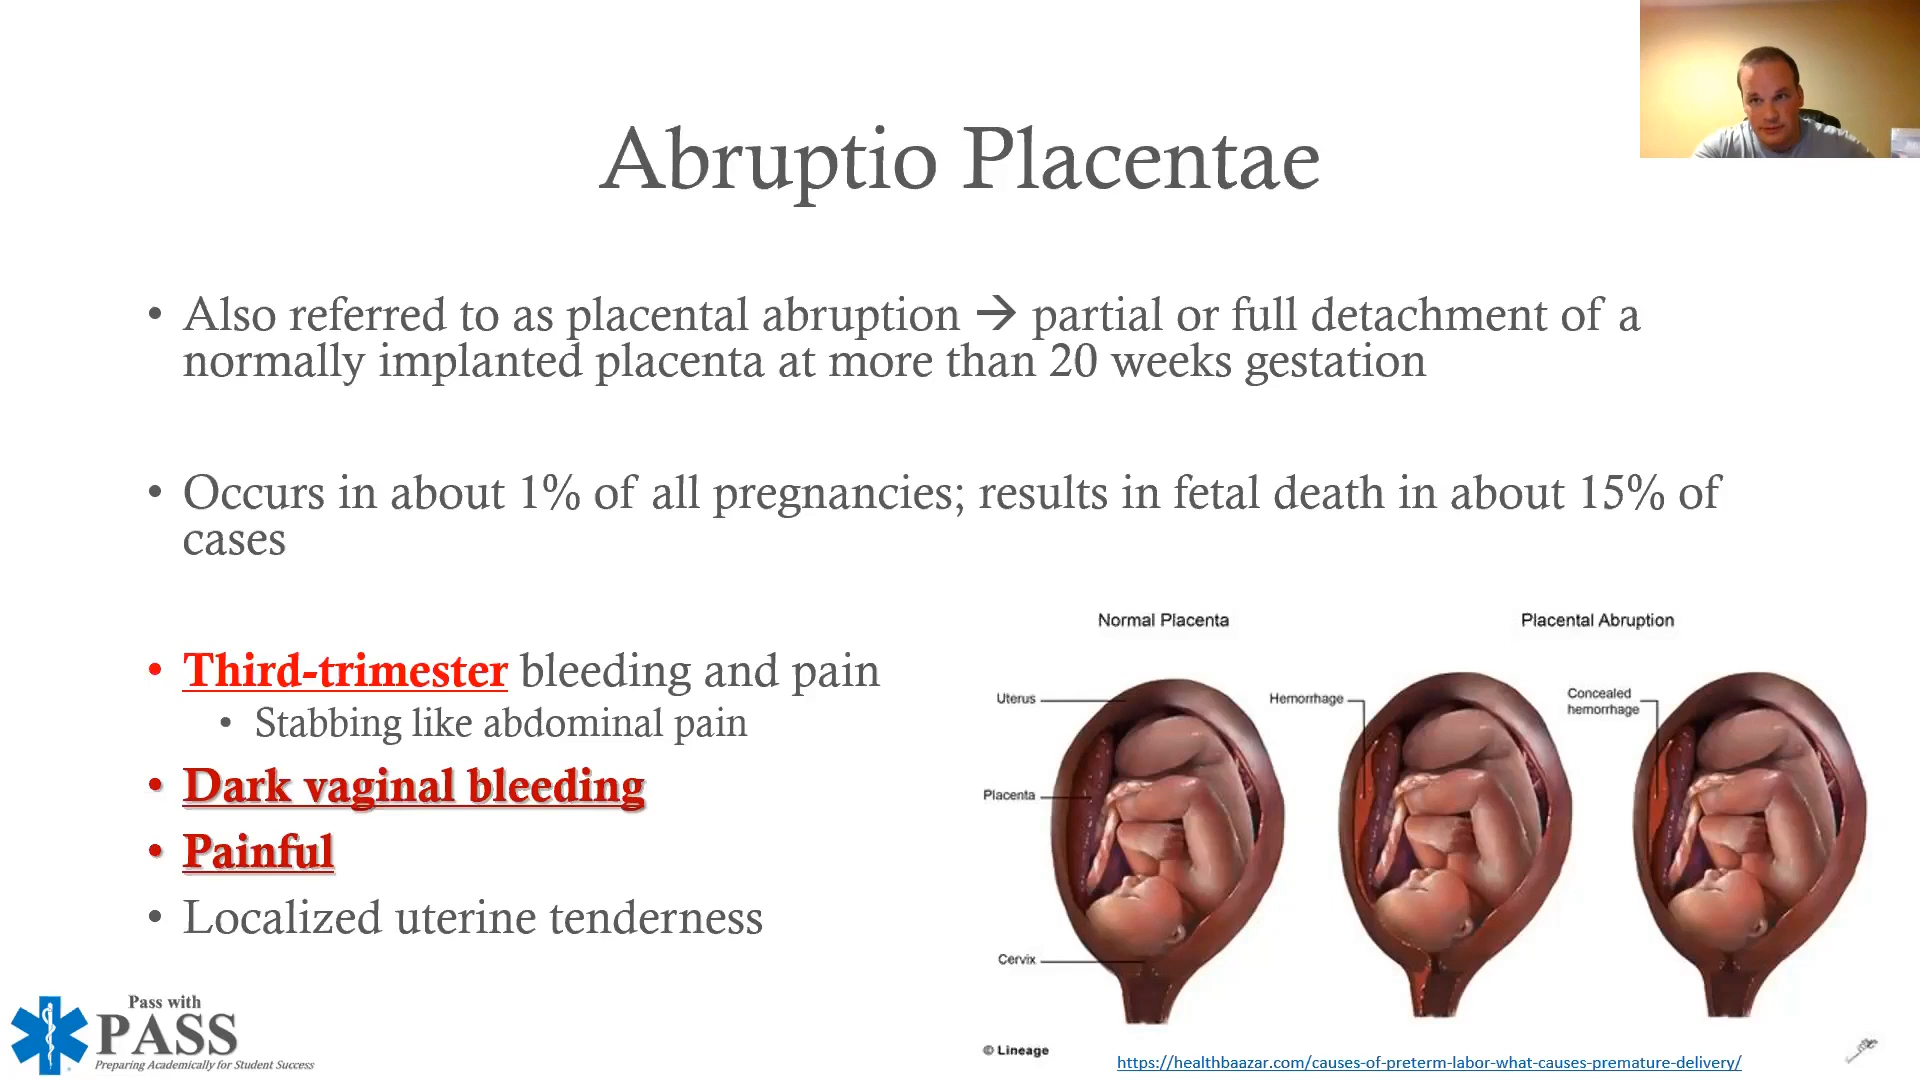 Abruptio Placentae
• Also referred to as placental abruption → partial or full detachment of a
normally implanted placenta at more than 20 weeks gestation
• Occurs in about 1% of all pregnancies; results in fetal death in about 15% of
cases
• Third-trimester bleeding and pain
• Stabbing like abdominal pain
• Dark vaginal bleeding
• Painful
• Localized uterine tenderness
Normal Placenta
Placental Abruption
Uterus
Placenta
Cervix
Hemorrhage
Concealed
hemorrhage
© Lineage
https://healthbaazar.com/causes-of-preterm-labor-what-causes-premature-delivery/
Pass with
PASS
Preparing Academically for Student Success